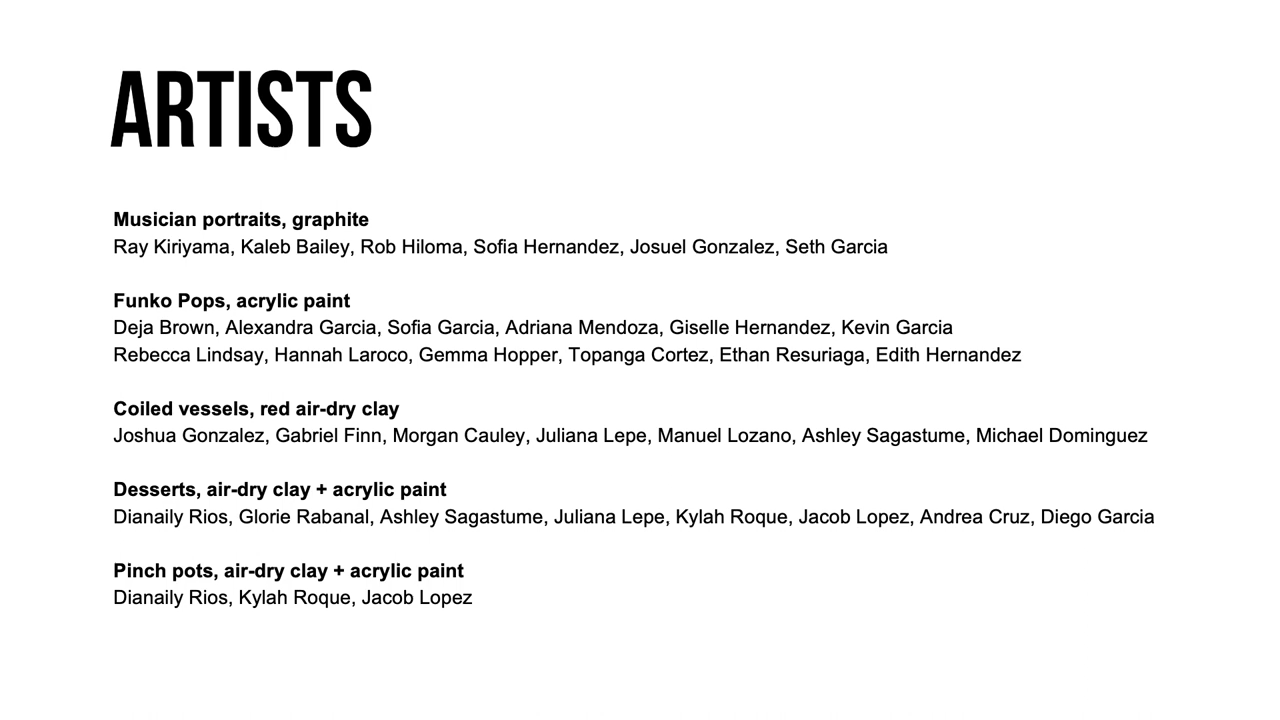 ARTISTS
Musician portraits, graphite
Ray Kiriyama, Kaleb Bailey, Rob Hiloma, Sofia Hernandez, Josuel Gonzalez, Seth Garcia
Funko Pops, acrylic paint
Deja Brown, Alexandra Garcia, Sofia Garcia, Adriana Mendoza, Giselle Hernandez, Kevin Garcia
Rebecca Lindsay, Hannah Laroco, Gemma Hopper, Topanga Cortez, Ethan Resuriaga, Edith Hernandez
Coiled vessels, red air-dry clay
Joshua Gonzalez, Gabriel Finn, Morgan Cauley, Juliana Lepe, Manuel Lozano, Ashley Sagastume, Michael Dominguez
Desserts, air-dry clay + acrylic paint
Dianaily Rios, Glorie Rabanal, Ashley Sagastume, Juliana Lepe, Kylah Roque, Jacob Lopez, Andrea Cruz, Diego Garcia
Pinch pots, air-dry clay + acrylic paint
Dianaily Rios, Kylah Roque, Jacob Lopez